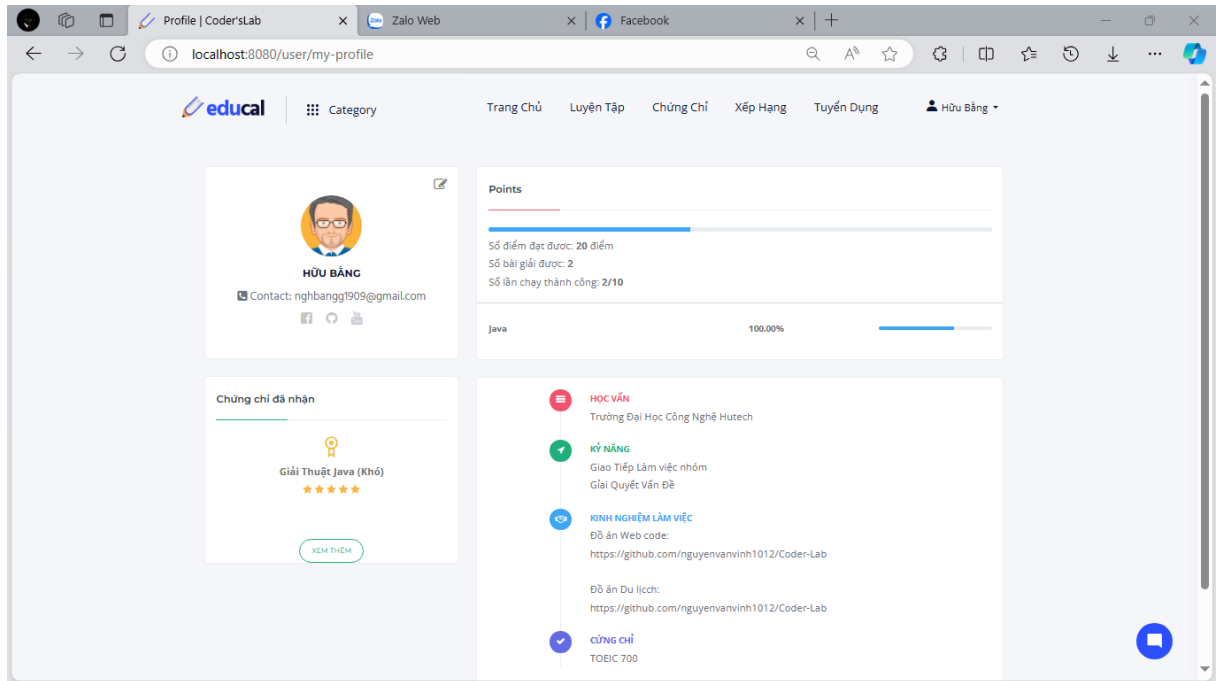 Profile | Coder'sLab
Zalo Web
Facebook
localhost:8080/user/my-profile
educal
Category
Trang Chủ
Luyện Tập
Chứng Chỉ
Xếp Hạng
Tuyển Dụng
Hữu Bằng
HỮU BẰNG
Contact: nghbangg1909@gmail.com
Points
Số điểm đạt được: 20 điểm
Số bài giải được: 2
Số lần chạy thành công: 2/10
Java 100.00%
Chứng chỉ đã nhận
Giải Thuật Java (Khó)
XEM THÊM
HỌC VẤN
Trường Đại Học Công Nghệ Hutech
KỶ NĂNG
Giao Tiếp Làm việc nhóm
Gỉai Quyết Vấn Đề
KINH NGHIỆM LÀM VIỆC
Đồ án Web code:
https://github.com/nguyenvanvinh1012/Coder-Lab
Đồ án Du lịcch:
https://github.com/nguyenvanvinh1012/Coder-Lab
CỨNG CHỈ
TOEIC 700